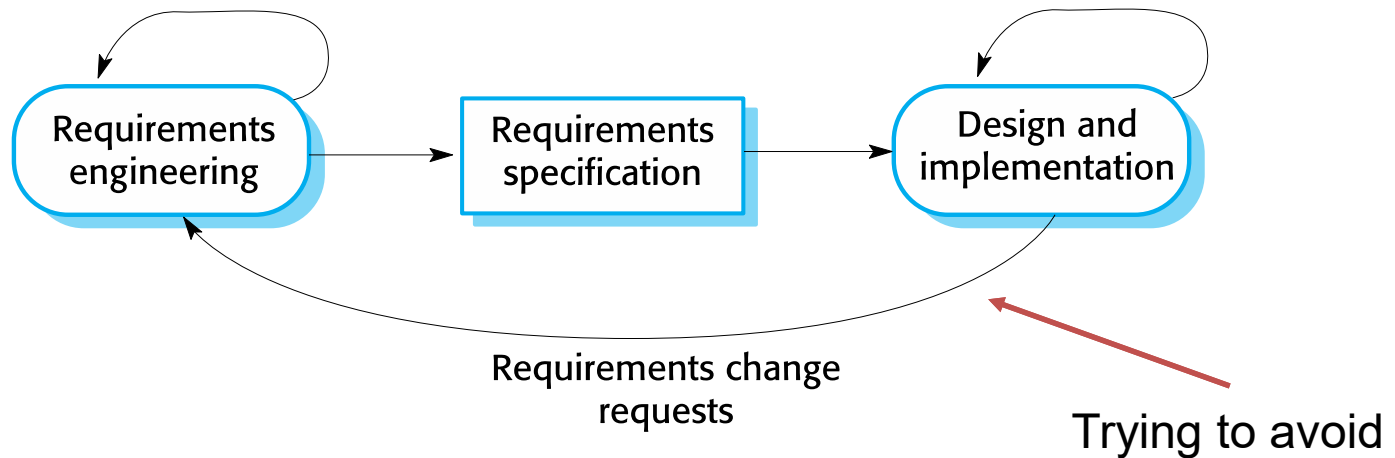 Requirements
engineering
Requirements
specification
Design and
implementation
Requirements change
requests
Trying to avoid